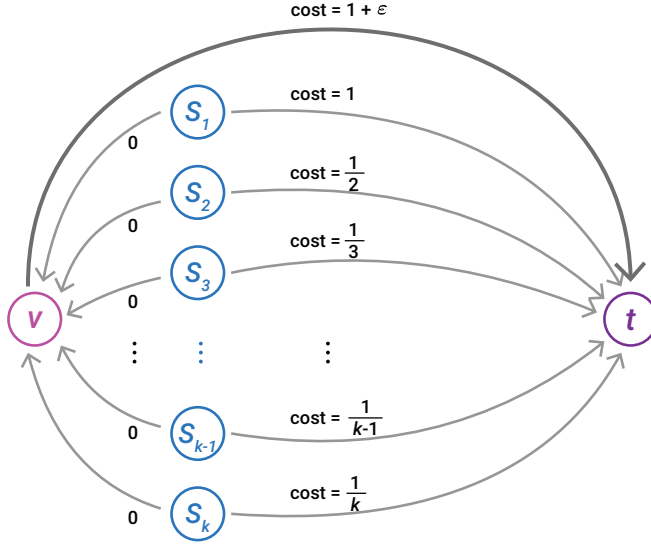 cost = 1 + ε
cost = 1
S1
0
cost = 1/2
S2
0
cost = 1/3
S3
0
v
t
⋮ ⋮ ⋮
cost = 1/k-1
Sk-1
0
cost = 1/k
Sk
0